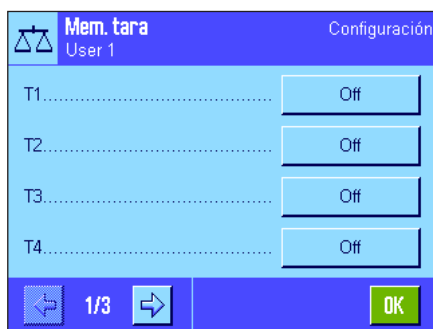 Mem. tara
Configuración
User 1
T1........................................ Off
T2........................................ Off
T3........................................ Off
T4........................................ Off
1/3
OK